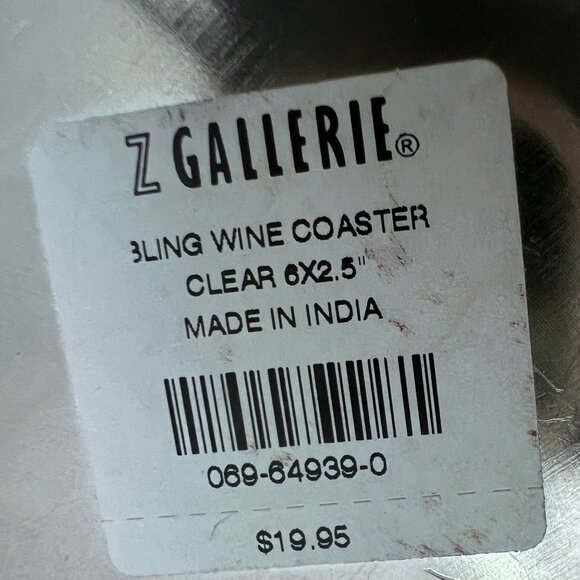 Z GALLERIE®
BLING WINE COASTER
CLEAR 6X2.5"
MADE IN INDIA
069-64939-0
$19.95